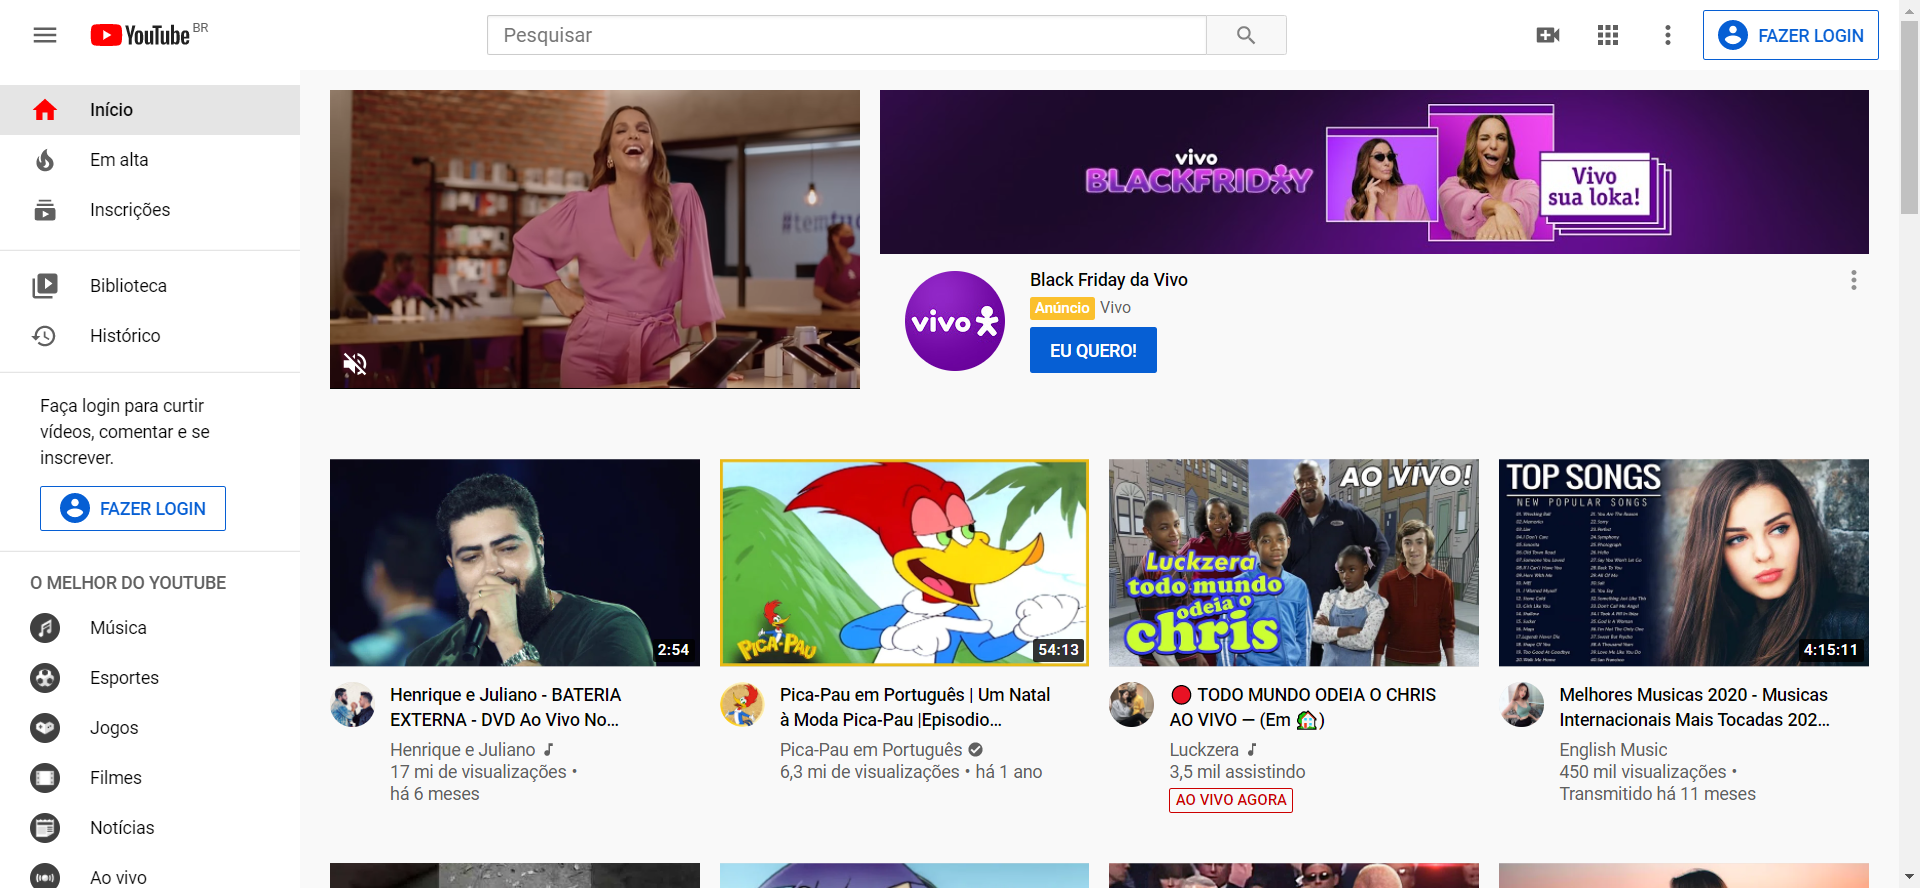 YouTube BR
Pesquisar
FAZER LOGIN
Início
Em alta
Inscrições
Biblioteca
Histórico
Faça login para curtir
vídeos, comentar e se
inscrever.
FAZER LOGIN
O MELHOR DO YOUTUBE
Música
Esportes
Jogos
Filmes
Notícias
Ao vivo
#temtud
vivo
BLACKFRIDAY
Vivo
sua loka!
vivo
Black Friday da Vivo
Anúncio Vivo
EU QUERO!
2:54
Henrique e Juliano - BATERIA
EXTERNA - DVD Ao Vivo No...
Henrique e Juliano
17 mi de visualizações •
há 6 meses
PICA-PAU
54:13
Pica-Pau em Português | Um Natal
à Moda Pica-Pau |Episodio...
Pica-Pau em Português
6,3 mi de visualizações • há 1 ano
AO VIVO!
Luckzera
todo mundo
odeia o
chris
🔴 TODO MUNDO ODEIA O CHRIS
AO VIVO — (Em 🏡)
Luckzera
3,5 mil assistindo
AO VIVO AGORA
TOP SONGS
NEW POPULAR SONGS
4:15:11
Melhores Musicas 2020 - Musicas
Internacionais Mais Tocadas 202...
English Music
450 mil visualizações •
Transmitido há 11 meses